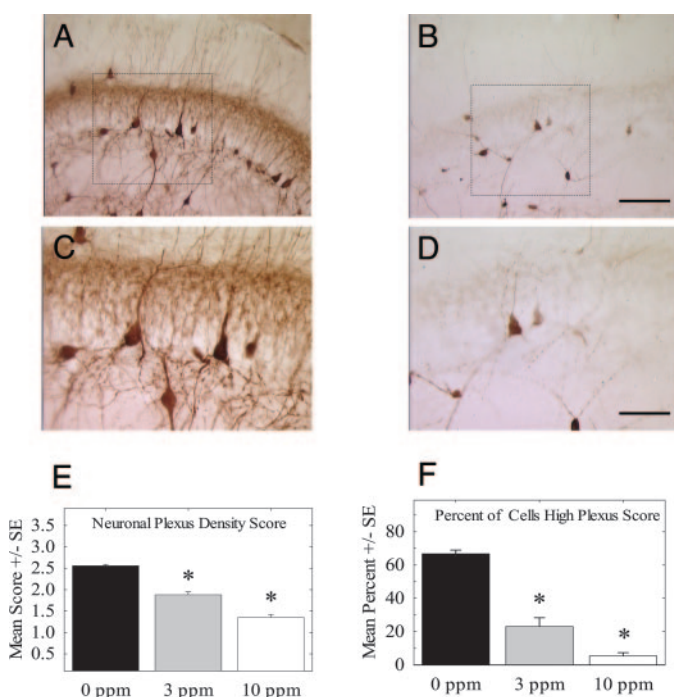 A
B
C
D
E
F
Neuronal Plexus Density Score
Mean Score +/- SE
3.5
3.0
2.5
2.0
1.5
1.0
0.5
*
*
0 ppm
3 ppm
10 ppm
Percent of Cells High Plexus Score
Mean Percent +/- SE
80
60
40
20
0
*
*
0 ppm
3 ppm
10 ppm